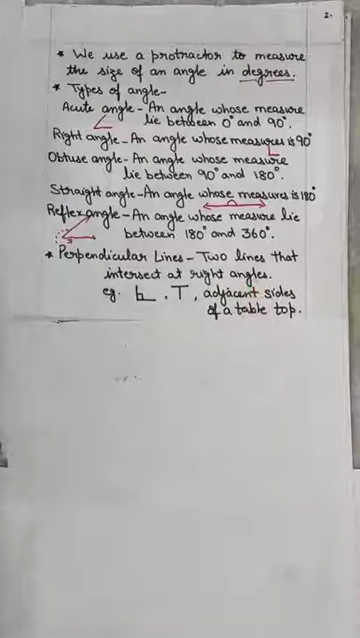 2.
* We use a protractor to measure
the size of an angle in degrees.
* Types of angle-
Acute angle - An angle whose measure
lie between 0° and 90°.
Right angle - An angle whose measures is 90°
Obtuse angle - An angle whose measure
lie between 90° and 180°.
Straight angle - An angle whose measures is 180°
Reflex angle - An angle whose measure lie
between 180° and 360°.
* Perpendicular Lines - Two lines that
intersect at right angles.
eg. L, T, adjacent sides
of a table top.